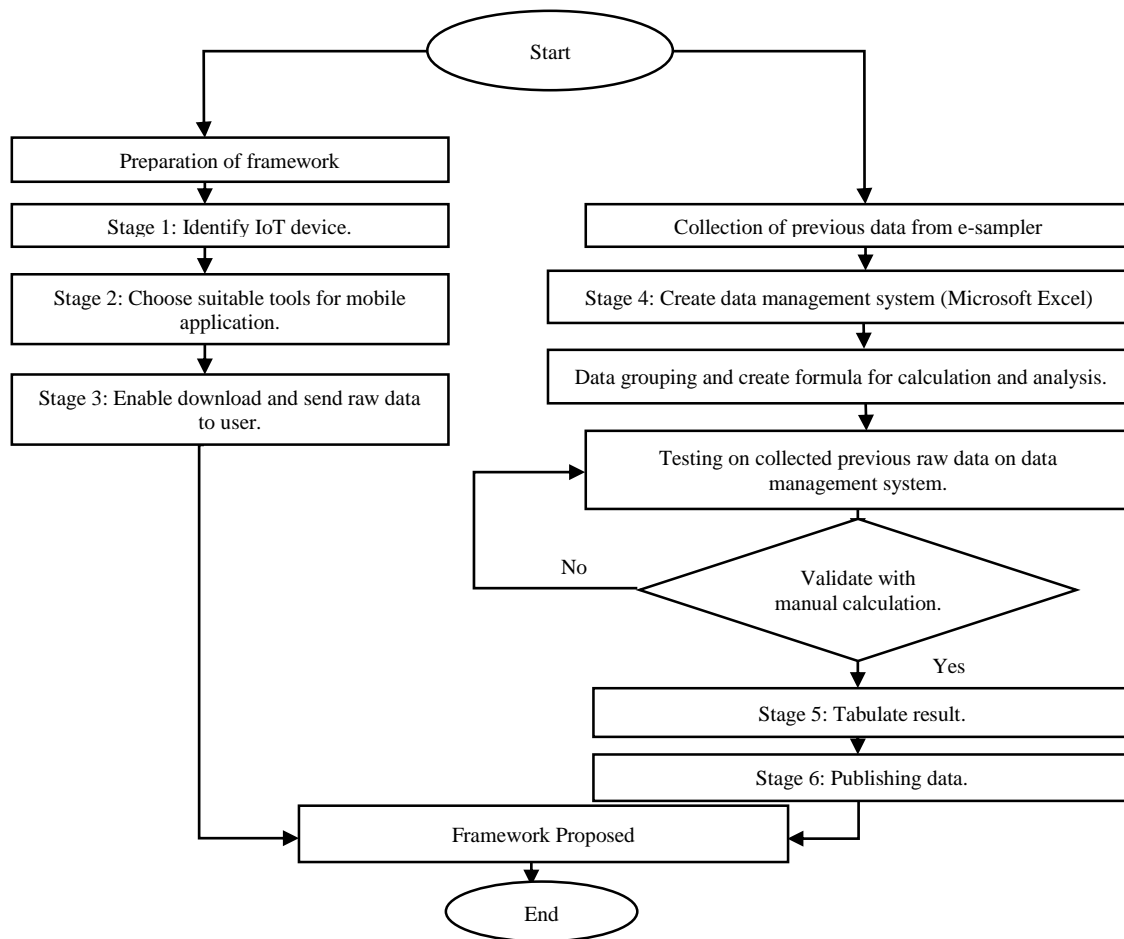 Start
Preparation of framework
Stage 1: Identify IoT device.
Stage 2: Choose suitable tools for mobile
application.
Stage 3: Enable download and send raw data
to user.
Collection of previous data from e-sampler
Stage 4: Create data management system (Microsoft Excel)
Data grouping and create formula for calculation and analysis.
Testing on collected previous raw data on data
management system.
No
Validate with
manual calculation.
Yes
Stage 5: Tabulate result.
Stage 6: Publishing data.
Framework Proposed
End